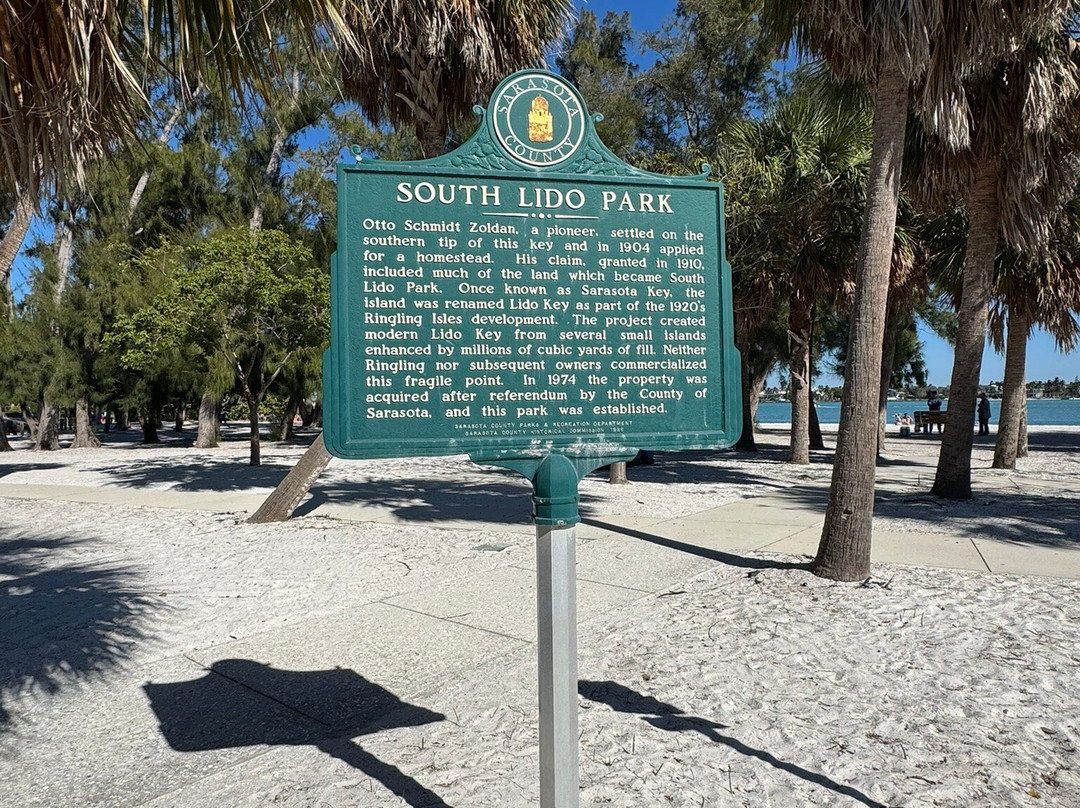 SARASOTA
COUNTY
SOUTH LIDO PARK
Otto Schmidt Zoldan, a pioneer, settled on the
southern tip of this key and in 1904 applied
for a homestead. His claim, granted in 1910,
included much of the land which became South
Lido Park. Once known as Sarasota Key, the
island was renamed Lido Key as part of the 1920's
Ringling Isles development. The project created
modern Lido Key from several small islands
enhanced by millions of cubic yards of fill. Neither
Ringling nor subsequent owners commercialized
this fragile point. In 1974 the property was
acquired after referendum by the County of
Sarasota, and this park was established.
SARASOTA COUNTY PARKS & RECREATION DEPARTMENT
SARASOTA COUNTY HISTORICAL COMMISSION